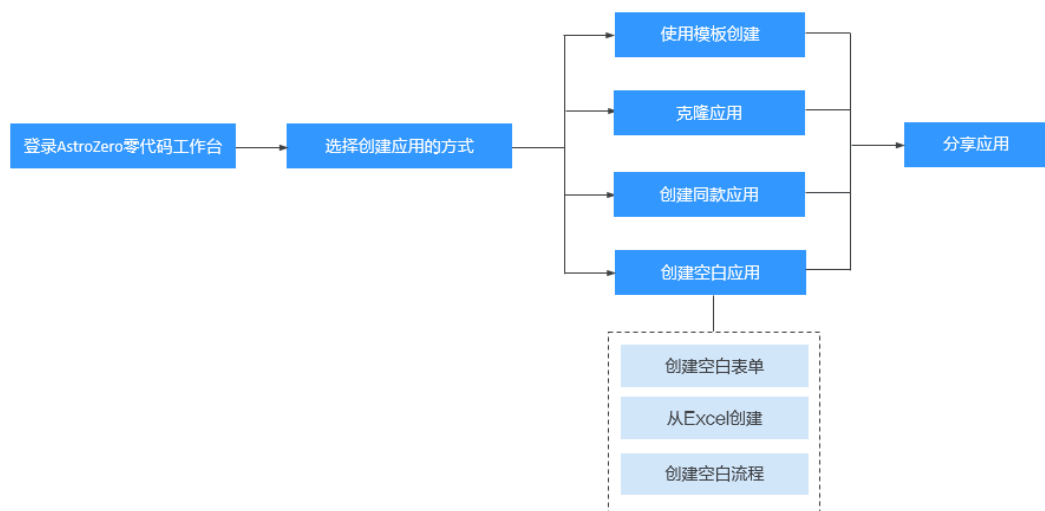 登录AstroZero零代码工作台
选择创建应用的方式
使用模板创建
克隆应用
创建同款应用
创建空白应用
创建空白表单
从Excel创建
创建空白流程
分享应用